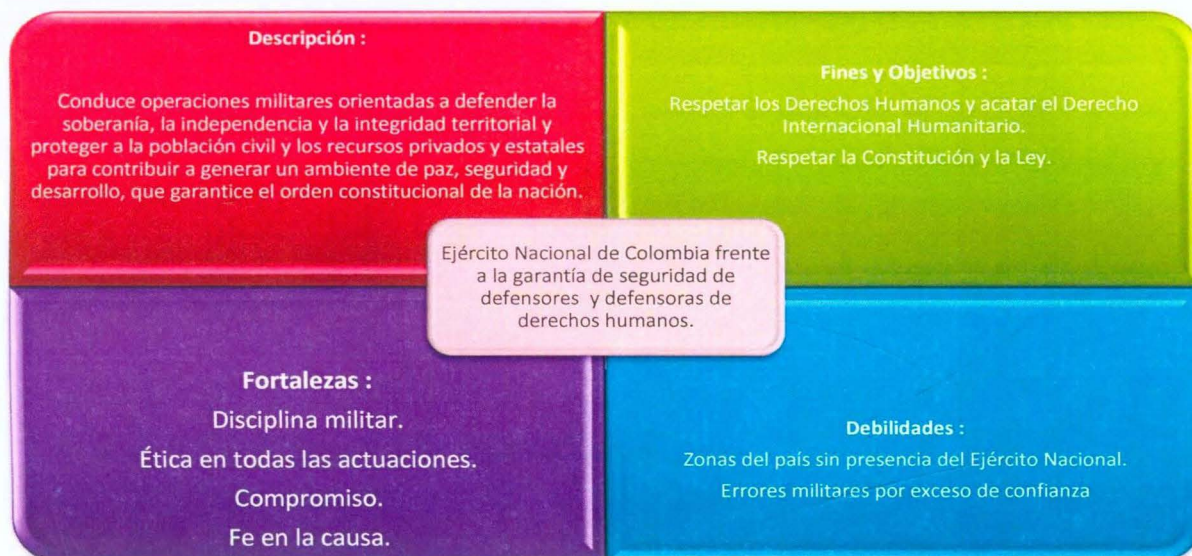 Descripción :
Conduce operaciones militares orientadas a defender la
soberanía, la independencia y la integridad territorial y
proteger a la población civil y los recursos privados y estatales
para contribuir a generar un ambiente de paz, seguridad y
desarrollo, que garantice el orden constitucional de la nación.
Fines y Objetivos :
Respetar los Derechos Humanos y acatar el Derecho
Internacional Humanitario.
Respetar la Constitución y la Ley.
Ejército Nacional de Colombia frente
a la garantía de seguridad de
defensores y defensoras de
derechos humanos.
Fortalezas :
Disciplina militar.
Ética en todas las actuaciones.
Compromiso.
Fe en la causa.
Debilidades :
Zonas del país sin presencia del Ejército Nacional.
Errores militares por exceso de confianza